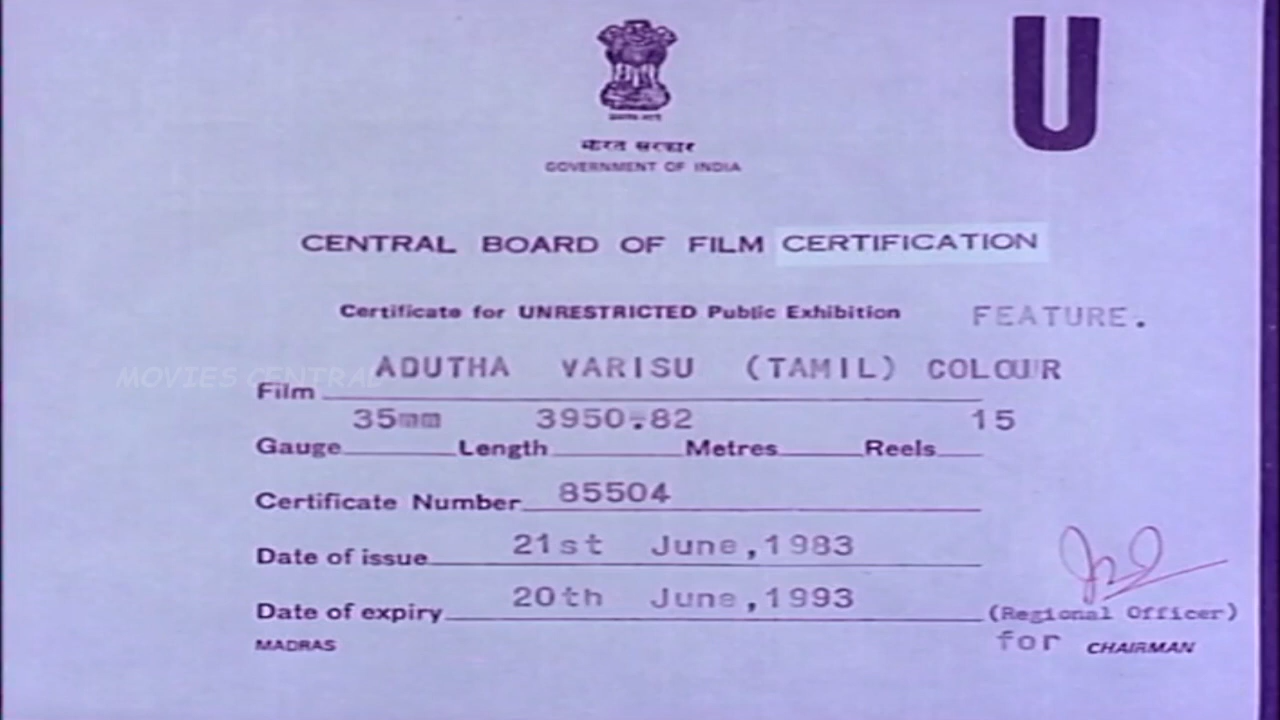 U
भारत सरकार
GOVERNMENT OF INDIA
CENTRAL BOARD OF FILM CERTIFICATION
Certificate for UNRESTRICTED Public Exhibition FEATURE.
MOVIES CENTRAL
Film ADUTHA VARISU (TAMIL) COLOUR
35mm 3950.82 15
Gauge Length Metres Reels
Certificate Number 85504
Date of issue 21st June,1983
Date of expiry 20th June,1993
(Regional Officer)
MADRAS for CHAIRMAN